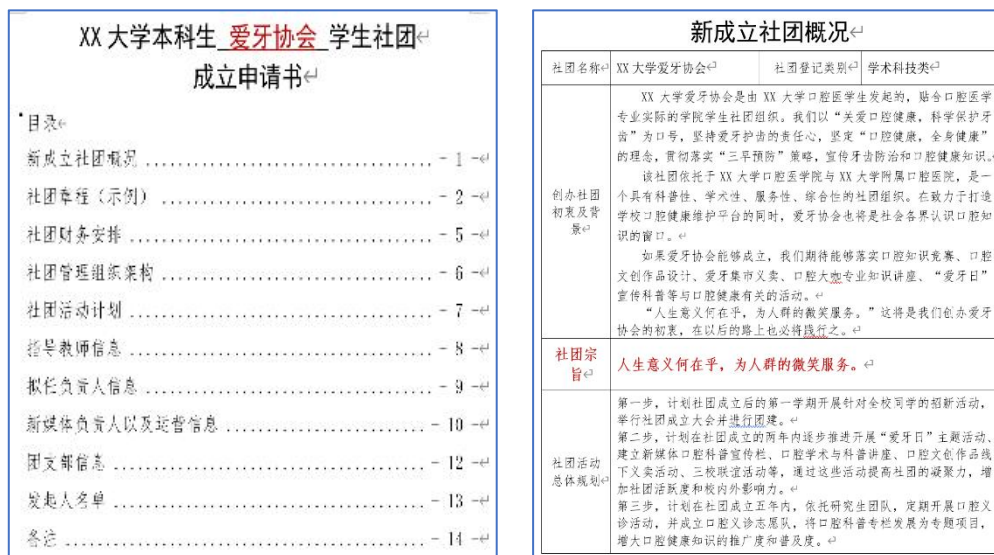 XX 大学本科生 爱牙协会 学生社团
成立申请书
目录
新成立社团概况 - 1 -
社团章程（示例） - 2 -
社团财务安排 - 5 -
社团管理组织架构 - 6 -
社团活动计划 - 7 -
指导教师信息 - 8 -
拟任负责人信息 - 9 -
新媒体负责人以及运营信息 - 10 -
团支部信息 - 12 -
发起人名单 - 13 -
备注 - 14 -
新成立社团概况
社团名称 XX 大学爱牙协会 社团登记类别 学术科技类
创办社团
初衷及背
景
XX 大学爱牙协会是由 XX 大学口腔医学生发起的，贴合口腔医学
专业实际的学院学生社团组织。我们以“关爱口腔健康，科学保护牙
齿”为口号，坚持爱牙护齿的责任心，坚定“口腔健康，全身健康”
的理念，贯彻落实“三早预防”策略，宣传牙齿防治和口腔健康知识。
该社团依托于 XX 大学口腔医学院与 XX 大学附属口腔医院，是一
个具有科普性、学术性、服务性、综合性的社团组织。在致力于打造
学校口腔健康维护平台的同时，爱牙协会也将是社会各界认识口腔知
识的窗口。
如果爱牙协会能够成立，我们期待能够落实口腔知识竞赛、口腔
文创作品设计、爱牙集市义卖、口腔大咖专业知识讲座、“爱牙日”
宣传科普等与口腔健康有关的活动。
“人生意义何在乎，为人群的微笑服务。”这将是我们创办爱牙
协会的初衷，在以后的路上也必将践行之。
社团宗
旨
人生意义何在乎，为人群的微笑服务。
社团活动
总体规划
第一步，计划社团成立后的第一学期开展针对全校同学的招新活动，
举行社团成立大会并进行团建。
第二步，计划在社团成立的两年内逐步推进开展“爱牙日”主题活动、
建立新媒体口腔科普宣传栏、口腔学术与科普讲座、口腔文创作品线
下义卖活动、三校联谊活动等，通过这些活动提高社团的凝聚力，增
加社团活跃度和校内外影响力。
第三步，计划在社团成立五年内，依托研究生团队，定期开展口腔义
诊活动，并成立口腔义诊志愿队，将口腔科普专栏发展为专题项目，
增大口腔健康知识的推广度和普及度。